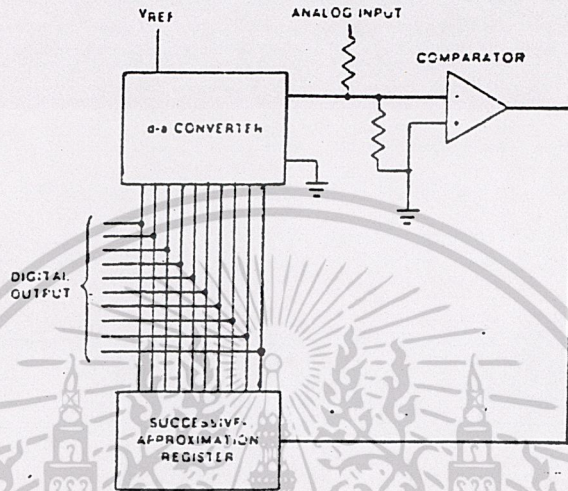 VREF
ANALOG INPUT
COMPARATOR
d-a CONVERTER
-
+
DIGITAL
OUTPUT
SUCCESSIVE-
APPROXIMATION
REGISTER